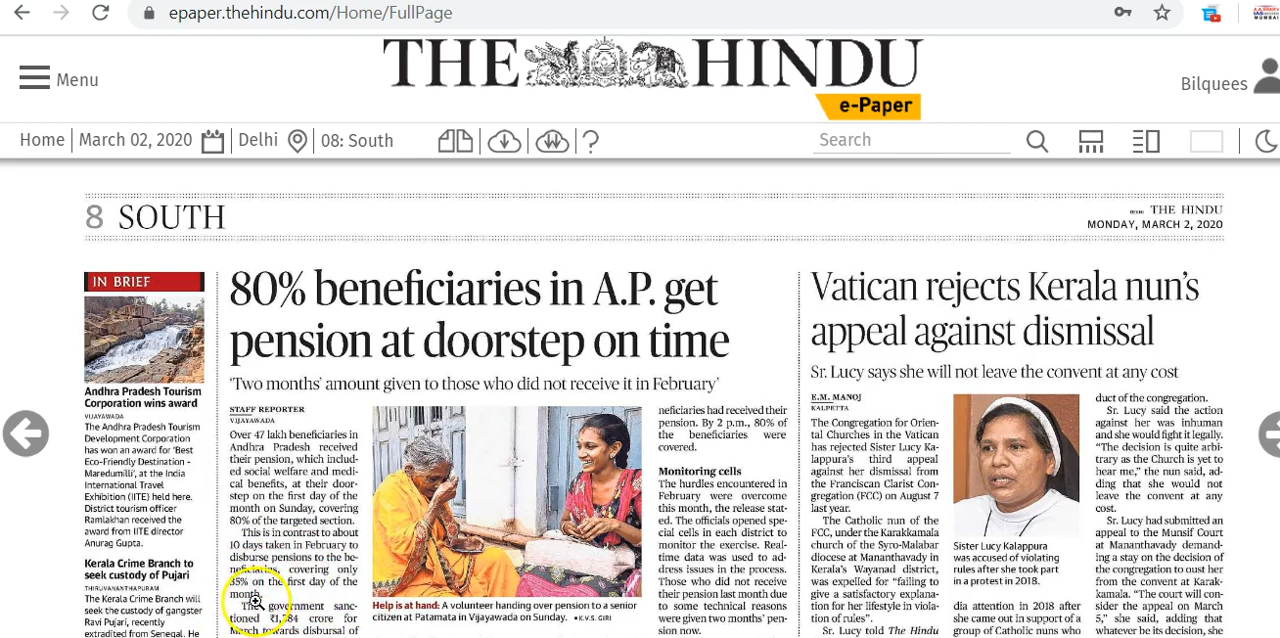 epaper.thehindu.com/Home/FullPage
Menu
THE HINDU
e-Paper
Bilquees
Home
March 02, 2020
Delhi
08: South
?
Search
8 SOUTH
THE HINDU
MONDAY, MARCH 2, 2020
IN BRIEF
Andhra Pradesh Tourism
Corporation wins award
VIJAYAWADA
The Andhra Pradesh Tourism
Development Corporation
has won an award for 'Best
Eco-Friendly Destination -
Maredumilli', at the India
International Travel
Exhibition (IITE) held here.
District tourism officer
Ramlakhan received the
award from IITE director
Anurag Gupta.
Kerala Crime Branch to
seek custody of Pujari
THIRUVANANTHAPURAM
The Kerala Crime Branch will
seek the custody of gangster
Ravi Pujari, recently
extradited from Senegal. He
80% beneficiaries in A.P. get
pension at doorstep on time
'Two months' amount given to those who did not receive it in February'
STAFF REPORTER
VIJAYAWADA
Over 47 lakh beneficiaries in
Andhra Pradesh received
their pension, which includ-
ed social welfare and medi-
cal benefits, at their door-
step on the first day of the
month on Sunday, covering
80% of the targeted section.
This is in contrast to about
10 days taken in February to
disburse pensions to the be-
neficiaries, covering only
on the first day of the
month.
The government sanc-
tioned crore for
March towards disbursal of
Help is at hand: A volunteer handing over pension to a senior
citizen at Patamata in Vijayawada on Sunday. •K.V.S. GIRI
neficiaries had received their
pension. By 2 p.m., 80% of
the beneficiaries were
covered.
Monitoring cells
The hurdles encountered in
February were overcome
this month, the release stat-
ed. The officials opened spe-
cial cells in each district to
monitor the exercise. Real-
time data was used to ad-
dress issues in the process.
Those who did not receive
their pension last month due
to some technical reasons
were given two months' pen-
sion now.
Vatican rejects Kerala nun's
appeal against dismissal
Sr. Lucy says she will not leave the convent at any cost
E.M. MANOJ
KALPETTA
The Congregation for Orien-
tal Churches in the Vatican
has rejected Sister Lucy Ka-
lappura's third appeal
against her dismissal from
the Franciscan Clarist Con-
gregation (FCC) on August 7
last year.
The Catholic nun of the
FCC, under the Karakkamala
church of the Syro-Malabar
diocese at Mananthavady in
Kerala's Wayanad district,
was expelled for "failing to
give a satisfactory explana-
tion for her lifestyle in viola-
tion of rules".
Sr. Lucy told The Hindu
Sister Lucy Kalappura
was accused of violating
rules after she took part
in a protest in 2018.
dia attention in 2018 after
she came out in support of a
group of Catholic nuns who
duct of the congregation.
Sr. Lucy said the action
against her was inhuman
and she would fight it legally.
"The decision is quite arbi-
trary as the Church is yet to
hear me," the nun said, ad-
ding that she would not
leave the convent at any
cost.
Sr. Lucy had submitted an
appeal to the Munsif Court
at Mananthavady demand-
ing a stay on the decision of
the congregation to oust her
from the convent at Karak-
kamala. "The court will con-
sider the appeal on March
5," she said, adding that
whatever be its decision, she